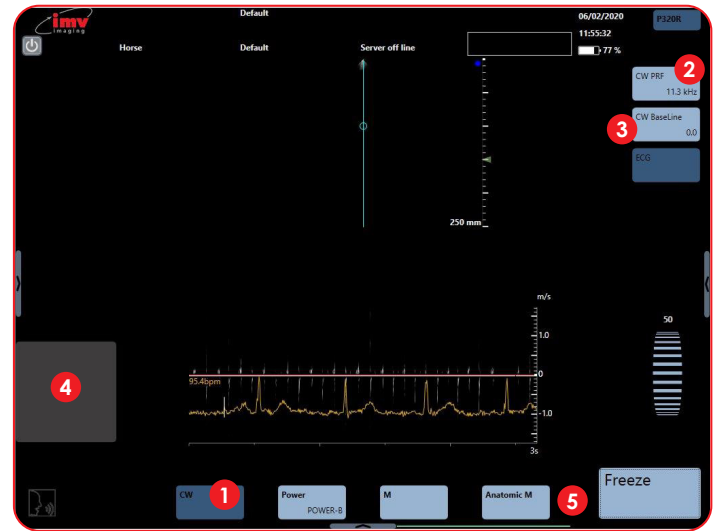 imv
imaging
Default
06/02/2020
P320R
11:55:32
Horse
Default
Server off line
77 %
CW PRF
2
11.3 kHz
CW BaseLine
3
0.0
ECG
250 mm
m/s
50
1.0
0
95.4bpm
4
-1.0
3s
CW
1
Power
POWER-B
M
Anatomic M
5
Freeze